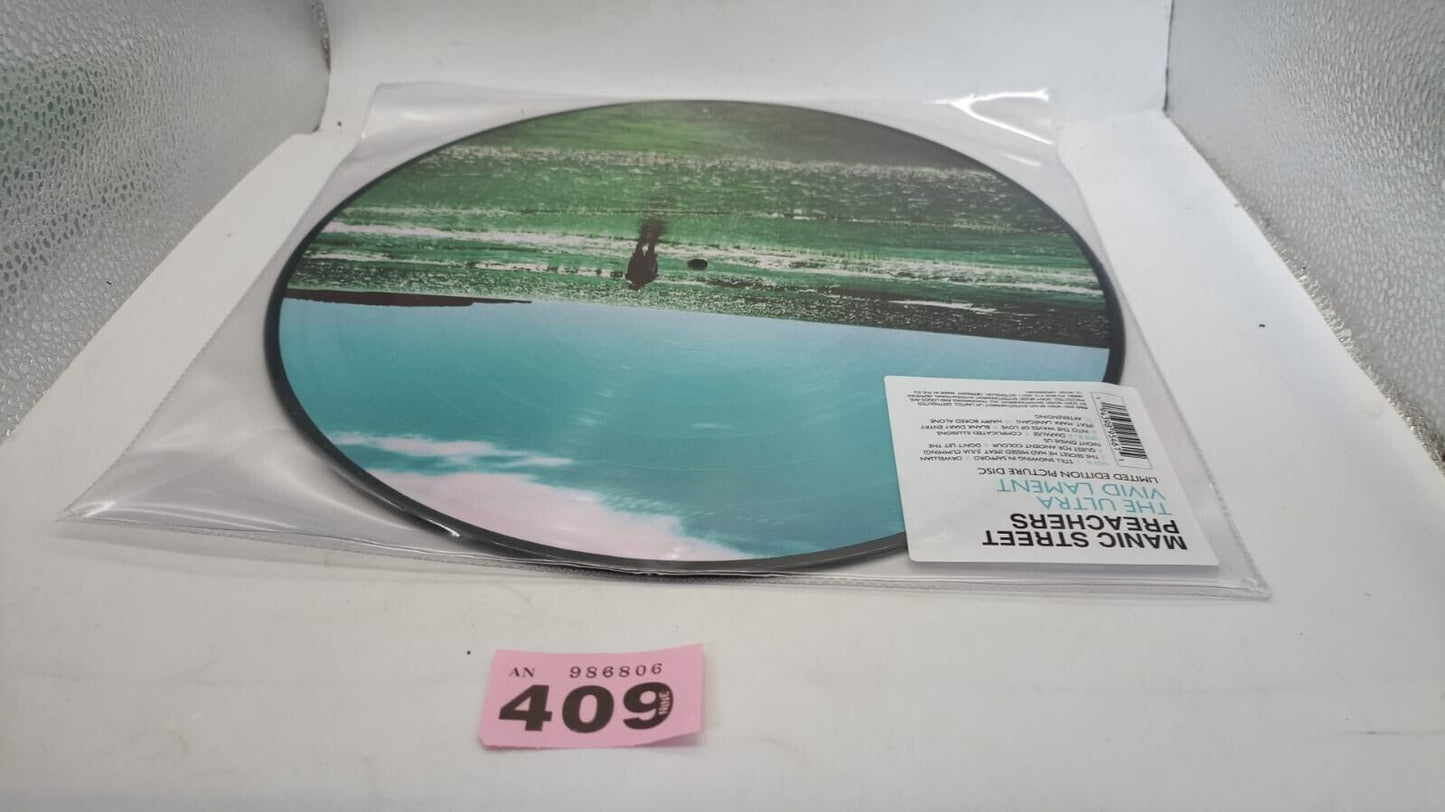 MANIC STREET
PREACHERS
THE ULTRA
VIVID LAMENT
LIMITED EDITION PICTURE DISC
STILL SNOWING IN SAPPORO ORWELLIAN
THE SECRET HE HAD MISSED (FEAT. JULIA CUMMING)
QUEST FOR ANCIENT COLOUR DON'T LET THE
NIGHT DIVIDE US
DIAPAUSE COMPLICATED ILLUSIONS
INTO THE WAVES OF LOVE BLANK DIARY ENTRY
(FEAT. MARK LANEGAN) HAPPY BORED ALONE
AFTERENDING
AN 986806
409
NINE